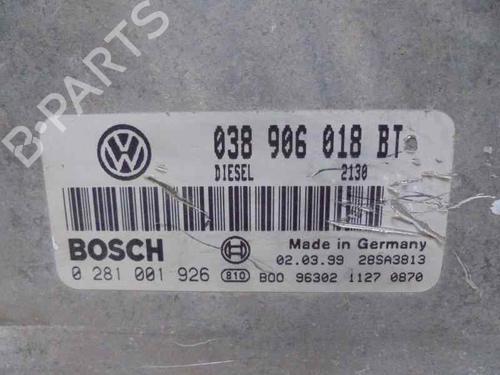 B-PARTS
038 906 018 BT
DIESEL 2130
BOSCH
Made in Germany
02.03.99 28SA3813
0 281 001 926 810 B00 96302 1127 0870